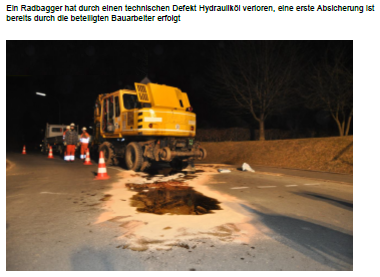 Ein Radbagger hat durch einen technischen Defekt Hydrauliköl verloren, eine erste Absicherung ist
bereits durch die beteiligten Bauarbeiter erfolgt